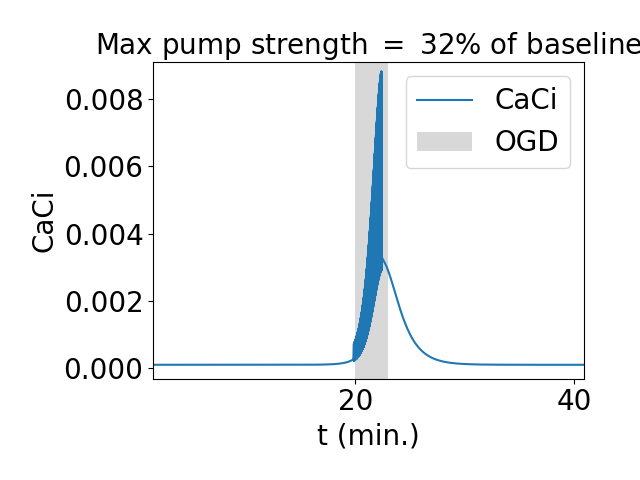 Max pump strength = 32% of baseline
CaCi
OGD
0.008
0.006
0.004
0.002
0.000
CaCi
20
40
t (min.)